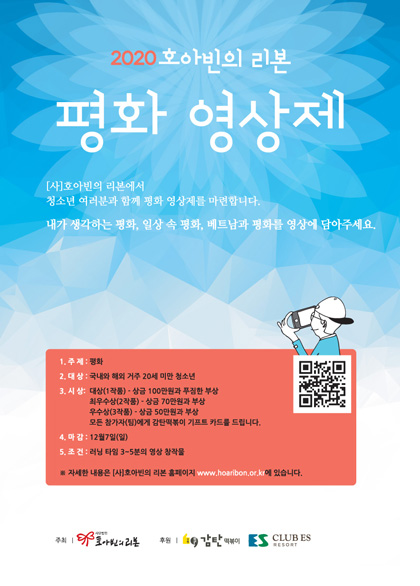 2020 호아빈의 리본
평화 영상제
[사]호아빈의 리본에서
청소년 여러분과 함께 평화 영상제를 마련합니다.
내가 생각하는 평화, 일상 속 평화, 베트남과 평화를 영상에 담아주세요.
1. 주 제 : 평화
2. 대 상 : 국내와 해외 거주 20세 미만 청소년
3. 시 상 : 대상(1작품) - 상금 100만원과 푸짐한 부상
최우수상(2작품) - 상금 70만원과 부상
우수상(3작품) - 상금 50만원과 부상
모든 참가자(팀)에게 감탄떡볶이 기프트 카드를 드립니다.
4. 마 감 : 12월7일(일)
5. 조 건 : 러닝 타임 3~5분의 영상 창작물
※ 자세한 내용은 [사]호아빈의 리본 홈페이지 www.hoaribon.or.kr에 있습니다.
주최 | 사단법인 호아빈의 리본 후원 | 감탄 떡볶이 ES CLUB ES RESORT